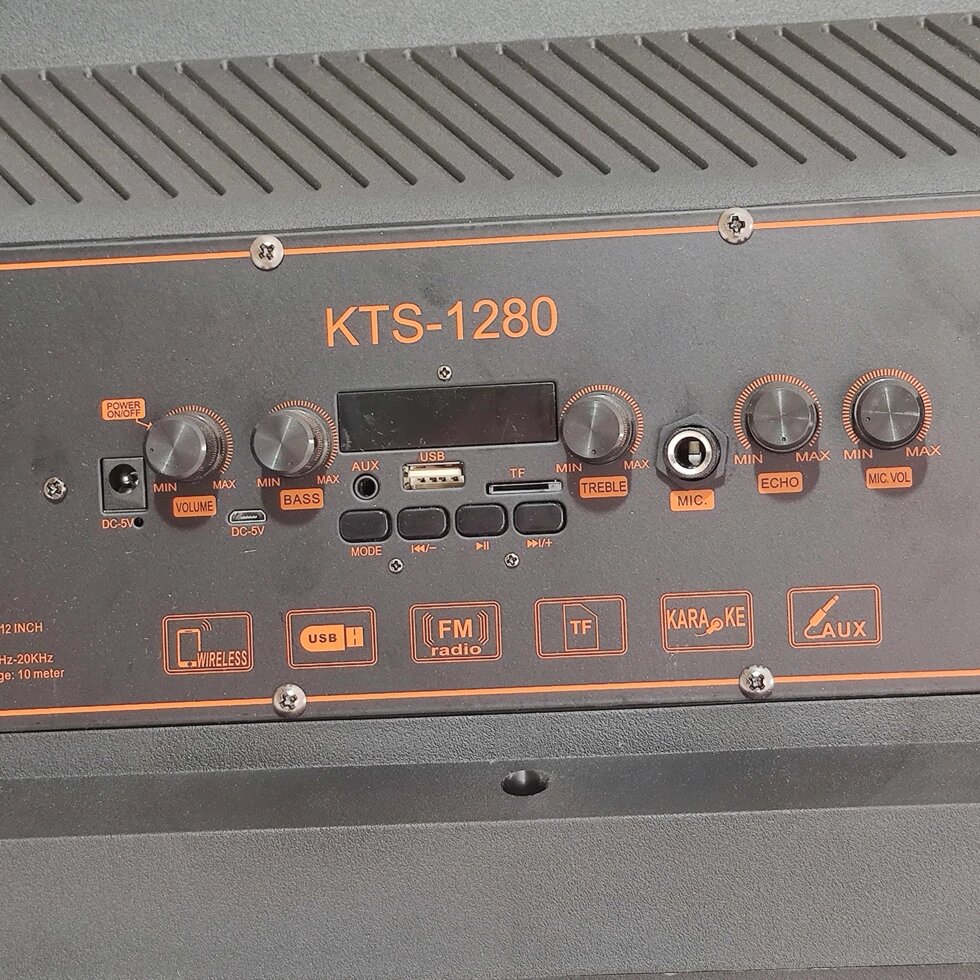 KTS-1280
POWER
ON/OFF
MIN MAX
VOLUME
MIN MAX
BASS
AUX
USB
TF
MIN MAX
TREBLE
MIC.
MIN MAX
ECHO
MIN MAX
MIC. VOL
DC-5V
DC-5V
MODE
I◀◀/−
▶II
▶▶I/+
12 INCH
Hz-20KHz
ge: 10 meter
WIRELESS
USB
FM
radio
TF
KARAOKE
AUX